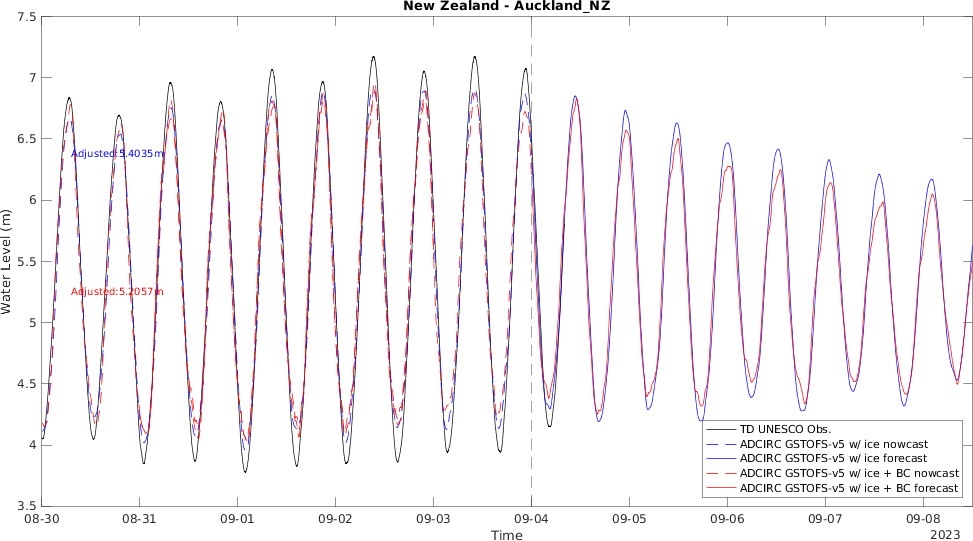 New Zealand - Auckland_NZ
7.5
7
6.5
6
5.5
5
4.5
4
3.5
Water Level (m)
Adjusted:5.4035m
Adjusted:5.2057m
TD UNESCO Obs.
ADCIRC GSTOFS-v5 w/ ice nowcast
ADCIRC GSTOFS-v5 w/ ice forecast
ADCIRC GSTOFS-v5 w/ ice + BC nowcast
ADCIRC GSTOFS-v5 w/ ice + BC forecast
08-30 08-31 09-01 09-02 09-03 09-04 09-05 09-06 09-07 09-08
Time
2023